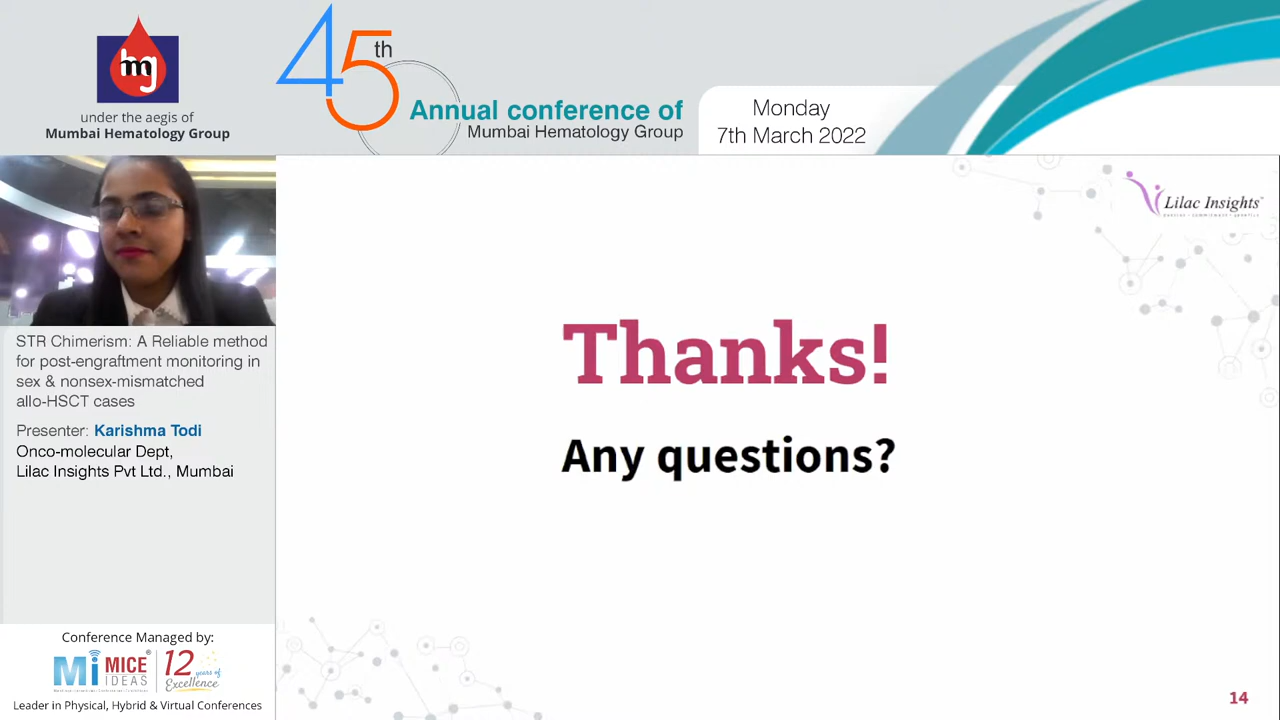 hg
under the aegis of
Mumbai Hematology Group
45th
Annual conference of
Mumbai Hematology Group
Monday
7th March 2022
Lilac Insights
STR Chimerism: A Reliable method
for post-engraftment monitoring in
sex & nonsex-mismatched
allo-HSCT cases
Presenter: Karishma Todi
Onco-molecular Dept,
Lilac Insights Pvt Ltd., Mumbai
Thanks!
Any questions?
Conference Managed by:
Mi MICE IDEAS 12 years of Excellence
Leader in Physical, Hybrid & Virtual Conferences
14